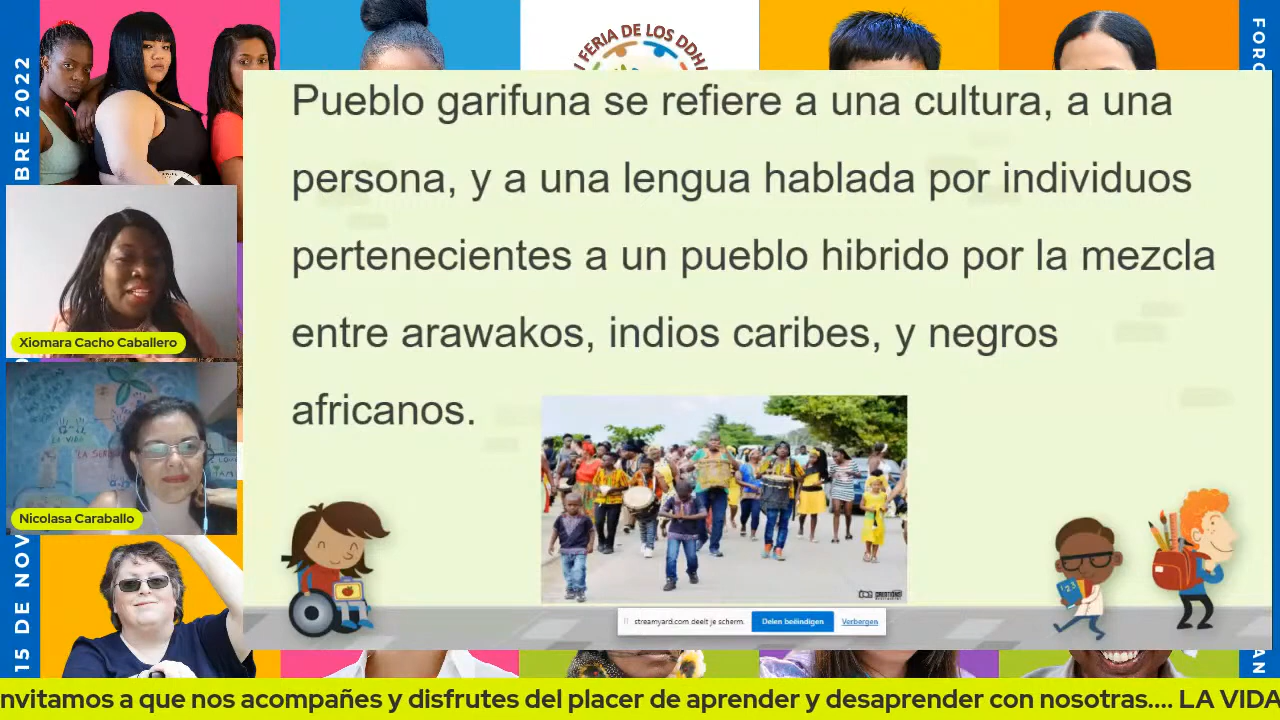 FERIA DE LOS DDHH
BRE 2022
Pueblo garifuna se refiere a una cultura, a una
persona, y a una lengua hablada por individuos
pertenecientes a un pueblo hibrido por la mezcla
entre arawakos, indios caribes, y negros
africanos.
Xiomara Cacho Caballero
Nicolasa Caraballo
15 DE NOV
streamyard.com deelt je scherm.
Delen beëindigen
Verbergen
nvitamos a que nos acompañes y disfrutes del placer de aprender y desaprender con nosotras.... LA VIDA